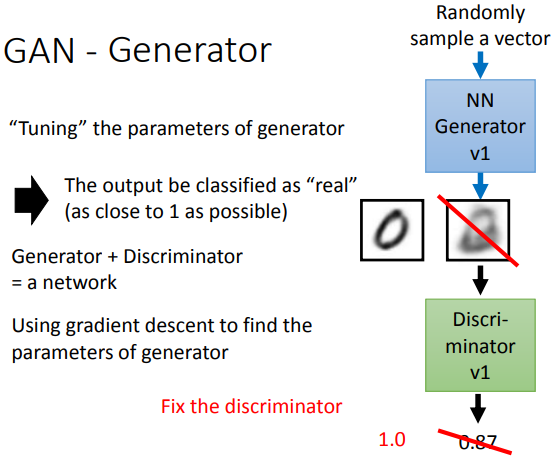 Randomly
sample a vector
GAN - Generator
NN
Generator
v1
“Tuning” the parameters of generator
The output be classified as “real”
(as close to 1 as possible)
Generator + Discriminator
= a network
Using gradient descent to find the
parameters of generator
Discri-
minator
v1
Fix the discriminator
1.0
0.87